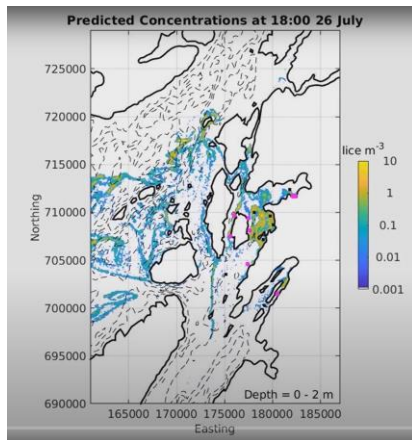 Predicted Concentrations at 18:00 26 July
725000
720000
715000
710000
705000
700000
695000
690000
Northing
165000 170000 175000 180000 185000
Easting
lice m-3
10
1
0.1
0.01
0.001
Depth = 0 - 2 m